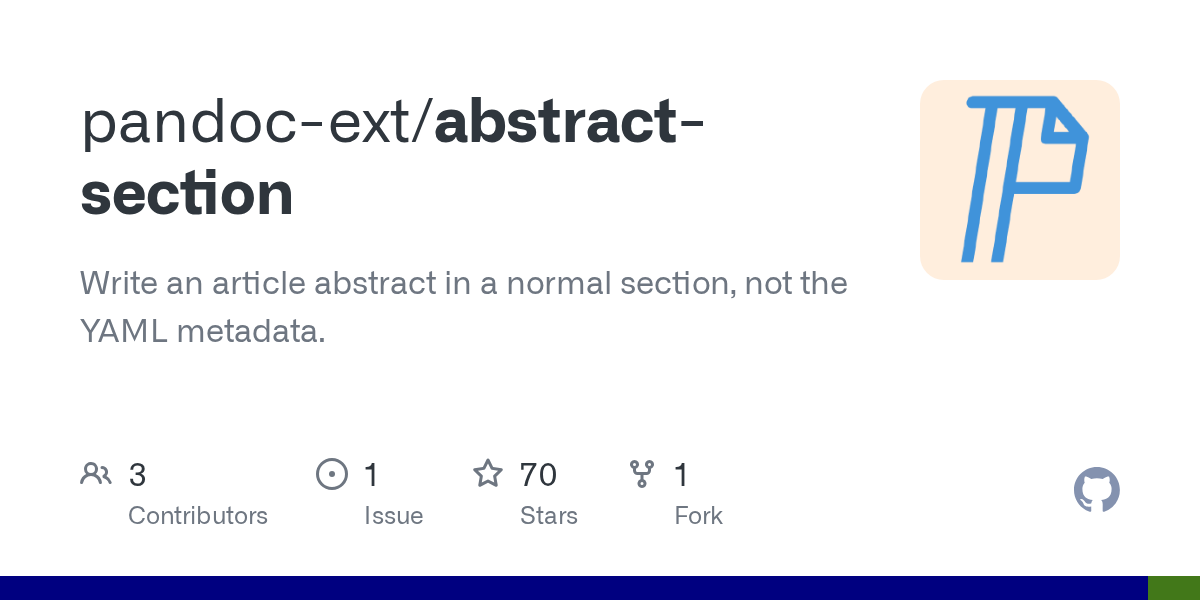 pandoc-ext/abstract-
section
Write an article abstract in a normal section, not the
YAML metadata.
3 1 70 1
Contributors Issue Stars Fork